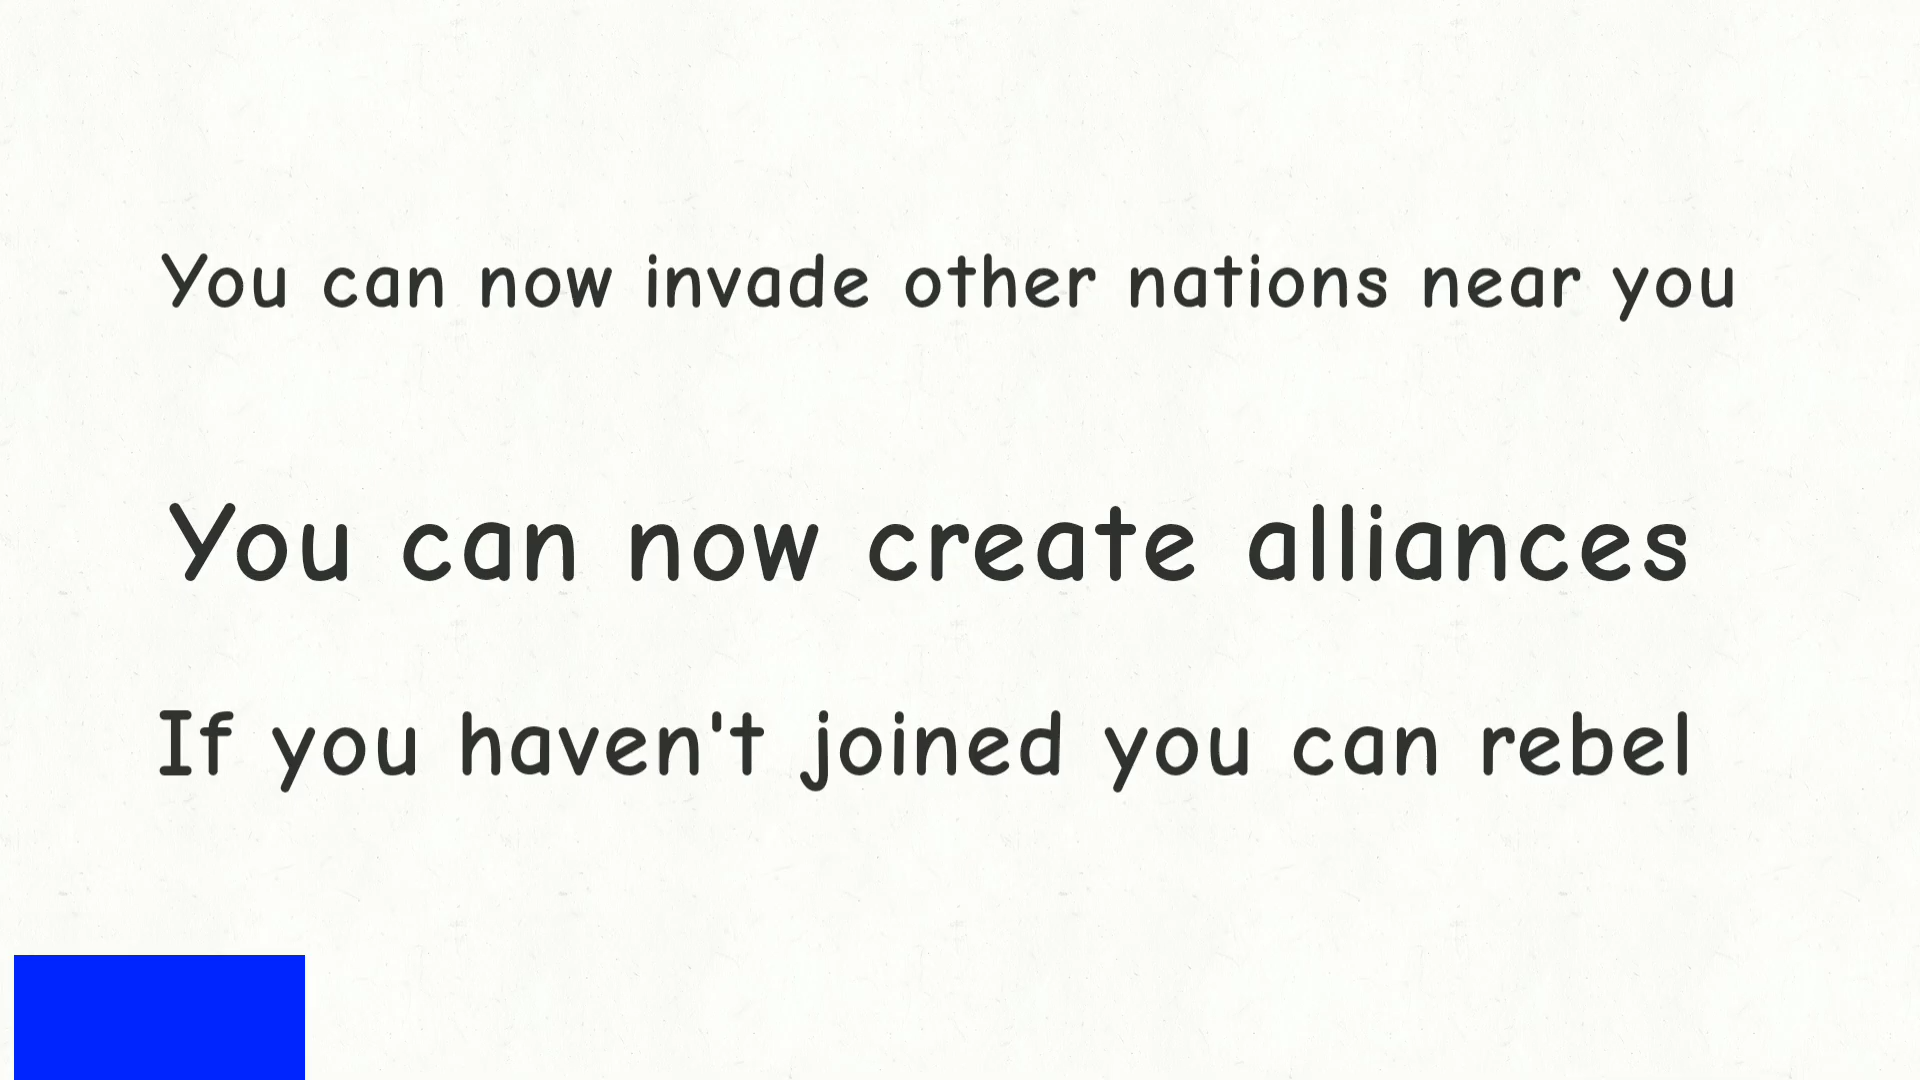 You can now invade other nations near you
You can now create alliances
If you haven't joined you can rebel